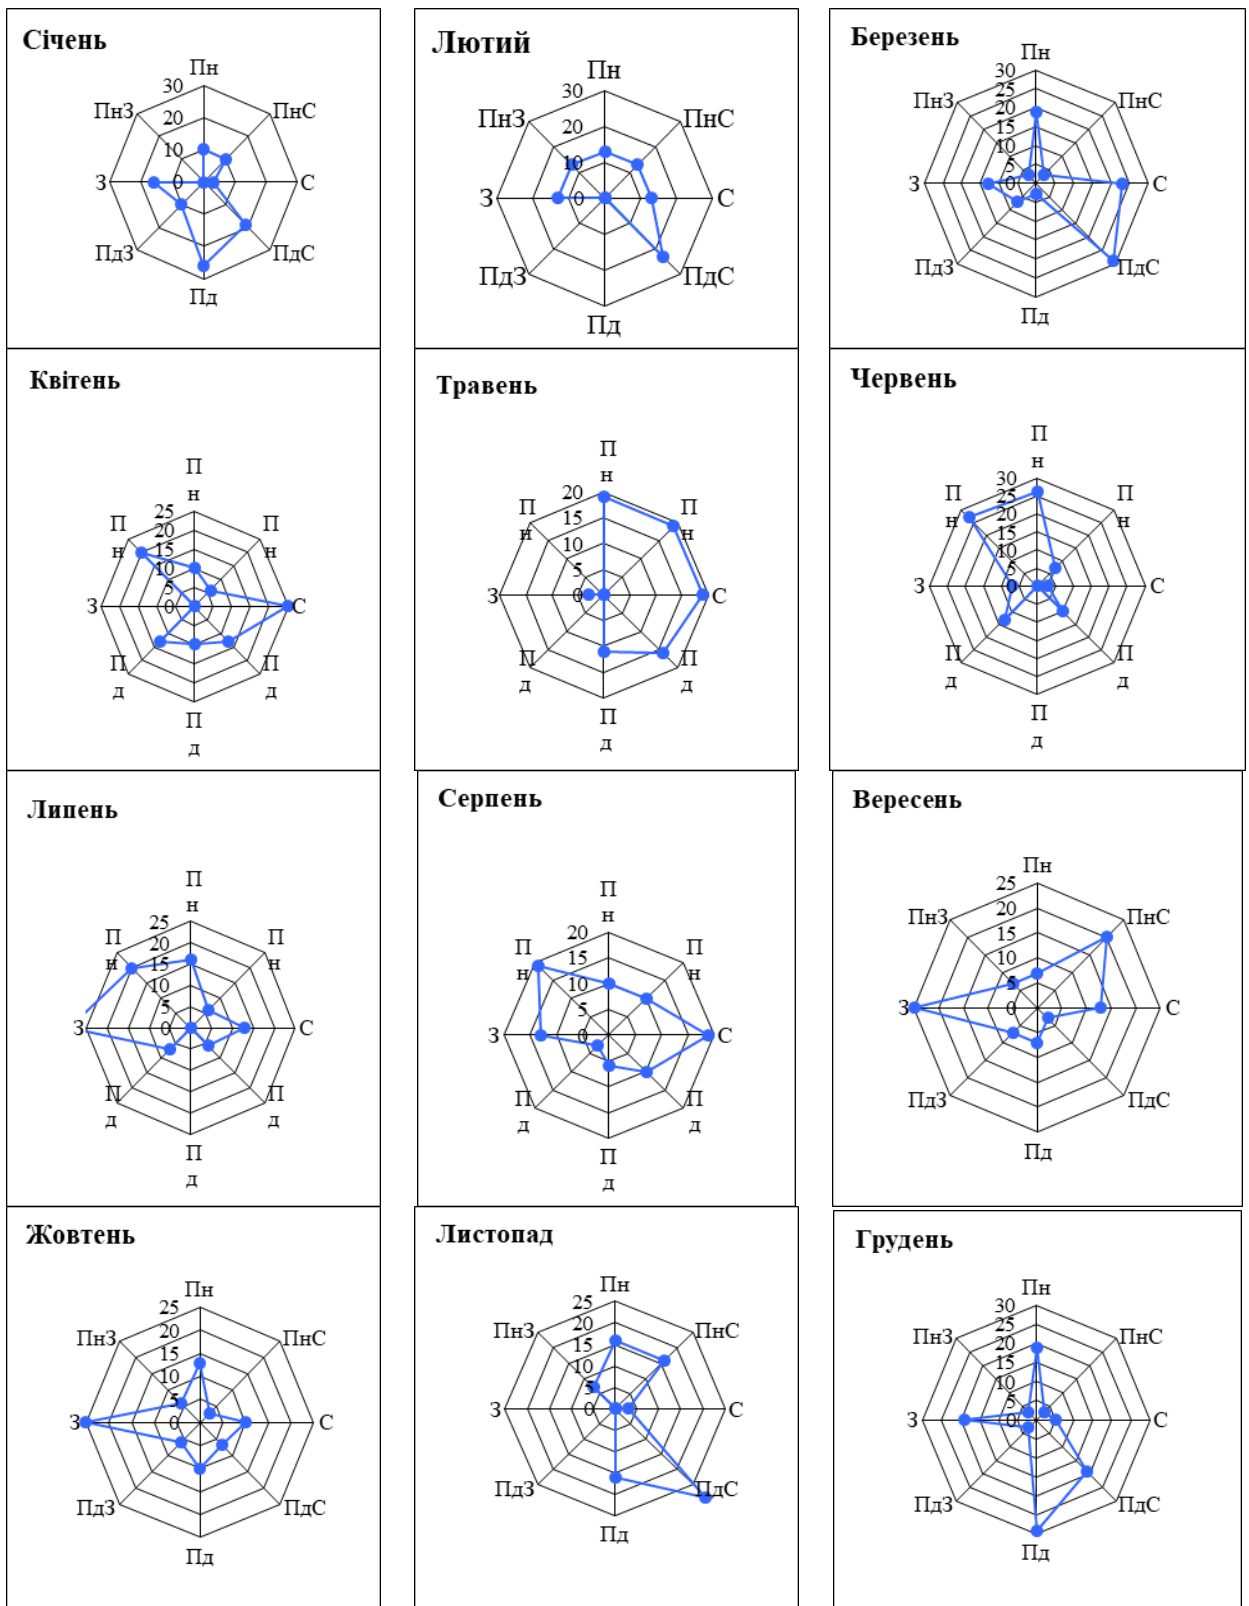 Січень
Пн
30
ПнЗ
ПнС
20
10
З
0
С
ПдЗ
ПдС
Пд
Лютий
Пн
30
ПнЗ
ПнС
20
10
З
0
С
ПдЗ
ПдС
Пд
Березень
Пн
30
25
ПнЗ
ПнС
20
15
10
5
З
0
С
ПдЗ
ПдС
Пд
Квітень
П
н
25
П
н
П
н
20
15
10
5
З
0
С
П
д
П
д
П
д
Травень
П
н
20
П
н
П
н
15
10
5
З
0
С
П
д
П
д
П
д
Червень
П
н
30
25
П
н
П
н
20
15
10
5
З
0
С
П
д
П
д
П
д
Липень
П
н
25
П
н
П
н
20
15
10
5
З
0
С
П
д
П
д
П
д
Серпень
П
н
20
П
н
П
н
15
10
5
З
0
С
П
д
П
д
П
д
Вересень
Пн
25
ПнЗ
ПнС
20
15
10
5
З
0
С
ПдЗ
ПдС
Пд
Жовтень
Пн
25
ПнЗ
ПнС
20
15
10
5
З
0
С
ПдЗ
ПдС
Пд
Листопад
Пн
25
ПнЗ
ПнС
20
15
10
5
З
0
С
ПдЗ
ПдС
Пд
Грудень
Пн
30
25
ПнЗ
ПнС
20
15
10
5
З
0
С
ПдЗ
ПдС
Пд